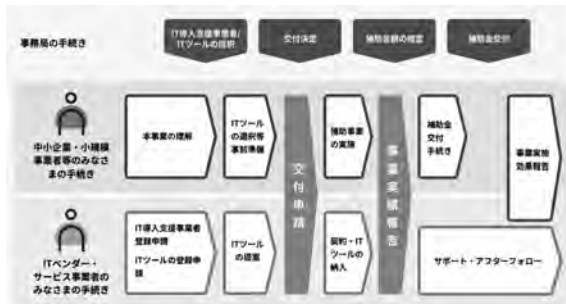 事務局の手続き
IT導入支援事業者/
ITツールの採択
交付決定
補助金額の確定
補助金交付
中小企業・小規模
事業者等のみなさ
まの手続き
本事業の理解
ITツール
の選択等
事前準備
交付申請
補助事業
の実施
事業実績報告
補助金
交付
手続き
事業実施
効果報告
ITベンダー・
サービス事業者の
みなさまの手続き
IT導入支援事業者
登録申請
ITツールの登録申
請
ITツール
の提案
契約・IT
ツールの
納入
サポート・アフターフォロー